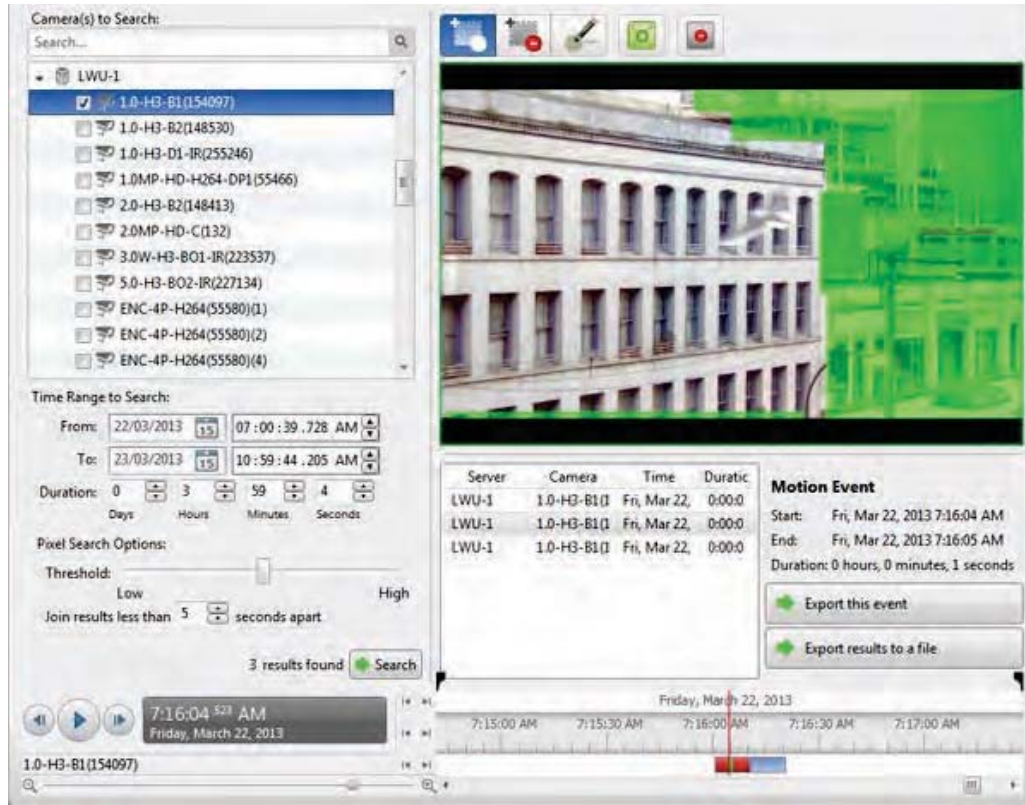 Camera(s) to Search:
Search...
LWU-1
1.0-H3-B1(154097)
1.0-H3-B2(148530)
1.0-H3-D1-IR(255246)
1.0MP-HD-H264-DP1(55466)
2.0-H3-B2(148413)
2.0MP-HD-C(132)
3.0W-H3-BO1-IR(223537)
5.0-H3-BO2-IR(227134)
ENC-4P-H264(55580)(1)
ENC-4P-H264(55580)(2)
ENC-4P-H264(55580)(4)
Time Range to Search:
From: 22/03/2013 15 07:00:39.728 AM
To: 23/03/2013 15 10:59:44.205 AM
Duration: 0 3 59 4
Days Hours Minutes Seconds
Pixel Search Options:
Threshold:
Low High
Join results less than 5 seconds apart
3 results found Search
Server Camera Time Duratic
LWU-1 1.0-H3-B1(1 Fri, Mar 22, 0:00:0
LWU-1 1.0-H3-B1(1 Fri, Mar 22, 0:00:0
LWU-1 1.0-H3-B1(1 Fri, Mar 22, 0:00:0
Motion Event
Start: Fri, Mar 22, 2013 7:16:04 AM
End: Fri, Mar 22, 2013 7:16:05 AM
Duration: 0 hours, 0 minutes, 1 seconds
Export this event
Export results to a file
7:16:04 523 AM
Friday, March 22, 2013
Friday, March 22, 2013
7:15:00 AM 7:15:30 AM 7:16:00 AM 7:16:30 AM 7:17:00 AM
1.0-H3-B1(154097)